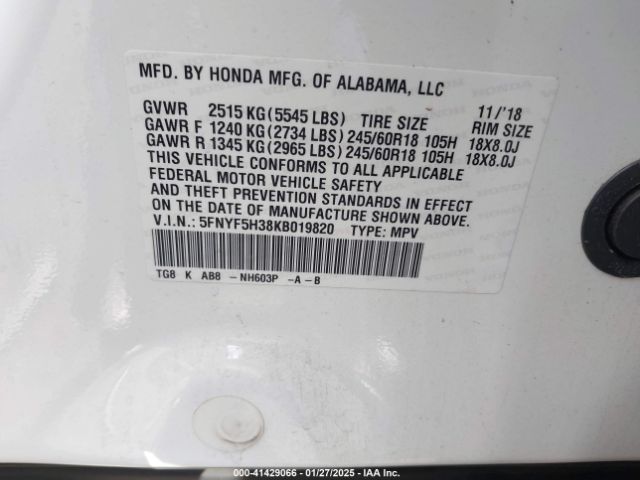 MFD. BY HONDA MFG. OF ALABAMA, LLC
11/'18
GVWR 2515 KG (5545 LBS) TIRE SIZE RIM SIZE
GAWR F 1240 KG (2734 LBS) 245/60R18 105H 18X8.0J
GAWR R 1345 KG (2965 LBS) 245/60R18 105H 18X8.0J
THIS VEHICLE CONFORMS TO ALL APPLICABLE
FEDERAL MOTOR VEHICLE SAFETY
AND THEFT PREVENTION STANDARDS IN EFFECT
ON THE DATE OF MANUFACTURE SHOWN ABOVE.
V.I.N.: 5FNYF5H38KB019820 TYPE: MPV
TG8 K AB8 - NH603P - A - B
000-41429066 - 01/27/2025 - IAA Inc.